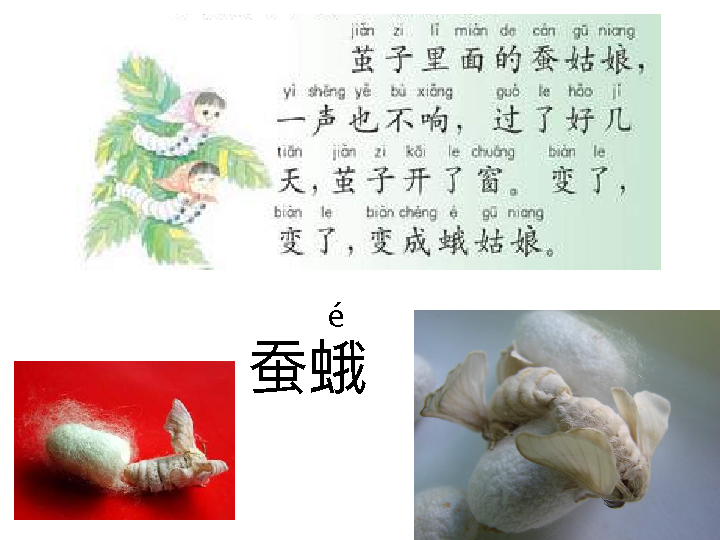 jiǎn zi lǐ miàn de cán gū niang
茧子里面的蚕姑娘，
yì shēng yě bù xiǎng guò le hǎo jǐ
一声也不响，过了好几
tiān jiǎn zi kāi le chuāng biàn le
天，茧子开了窗。变了，
biàn le biàn chéng é gū niang
变了，变成蛾姑娘。
é
蚕蛾